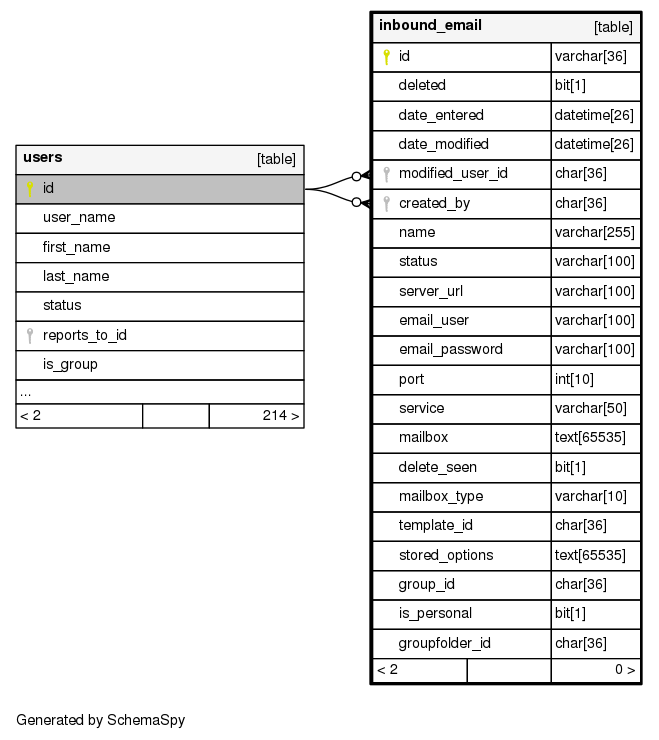 users [table]
id
user_name
first_name
last_name
status
reports_to_id
is_group
...
< 2 214 >
inbound_email [table]
id varchar[36]
deleted bit[1]
date_entered datetime[26]
date_modified datetime[26]
modified_user_id char[36]
created_by char[36]
name varchar[255]
status varchar[100]
server_url varchar[100]
email_user varchar[100]
email_password varchar[100]
port int[10]
service varchar[50]
mailbox text[65535]
delete_seen bit[1]
mailbox_type varchar[10]
template_id char[36]
stored_options text[65535]
group_id char[36]
is_personal bit[1]
groupfolder_id char[36]
< 2 0 >
Generated by SchemaSpy